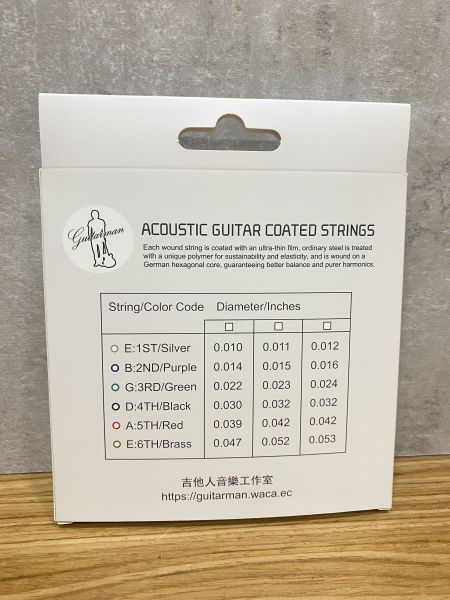 Guitarman
ACOUSTIC GUITAR COATED STRINGS
Each wound string is coated with an ultra-thin film, ordinary steel is treated
with a unique polymer for sustainability and elasticity, and is wound on a
German hexagonal core, guaranteeing better balance and purer harmonics.
String/Color Code Diameter/Inches
E:1ST/Silver 0.010 0.011 0.012
B:2ND/Purple 0.014 0.015 0.016
G:3RD/Green 0.022 0.023 0.024
D:4TH/Black 0.030 0.032 0.032
A:5TH/Red 0.039 0.042 0.042
E:6TH/Brass 0.047 0.052 0.053
吉他人音樂工作室
https://guitarman.waca.ec